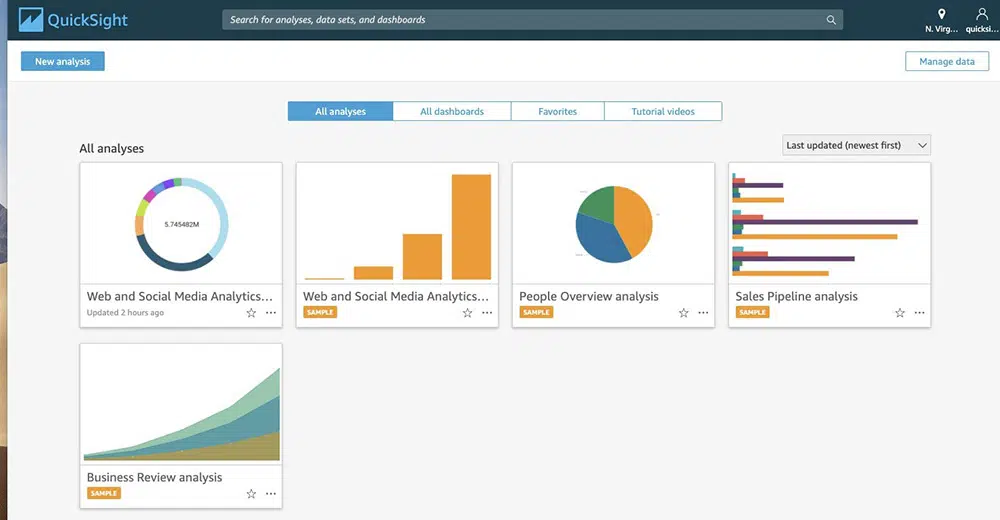 QuickSight
Search for analyses, data sets, and dashboards
N. Virg...
quicksi...
New analysis
Manage data
All analyses
All dashboards
Favorites
Tutorial videos
All analyses
Last updated (newest first)
5.745482M
Web and Social Media Analytics...
Updated 2 hours ago
Web and Social Media Analytics...
SAMPLE
People Overview analysis
SAMPLE
Sales Pipeline analysis
SAMPLE
Business Review analysis
SAMPLE